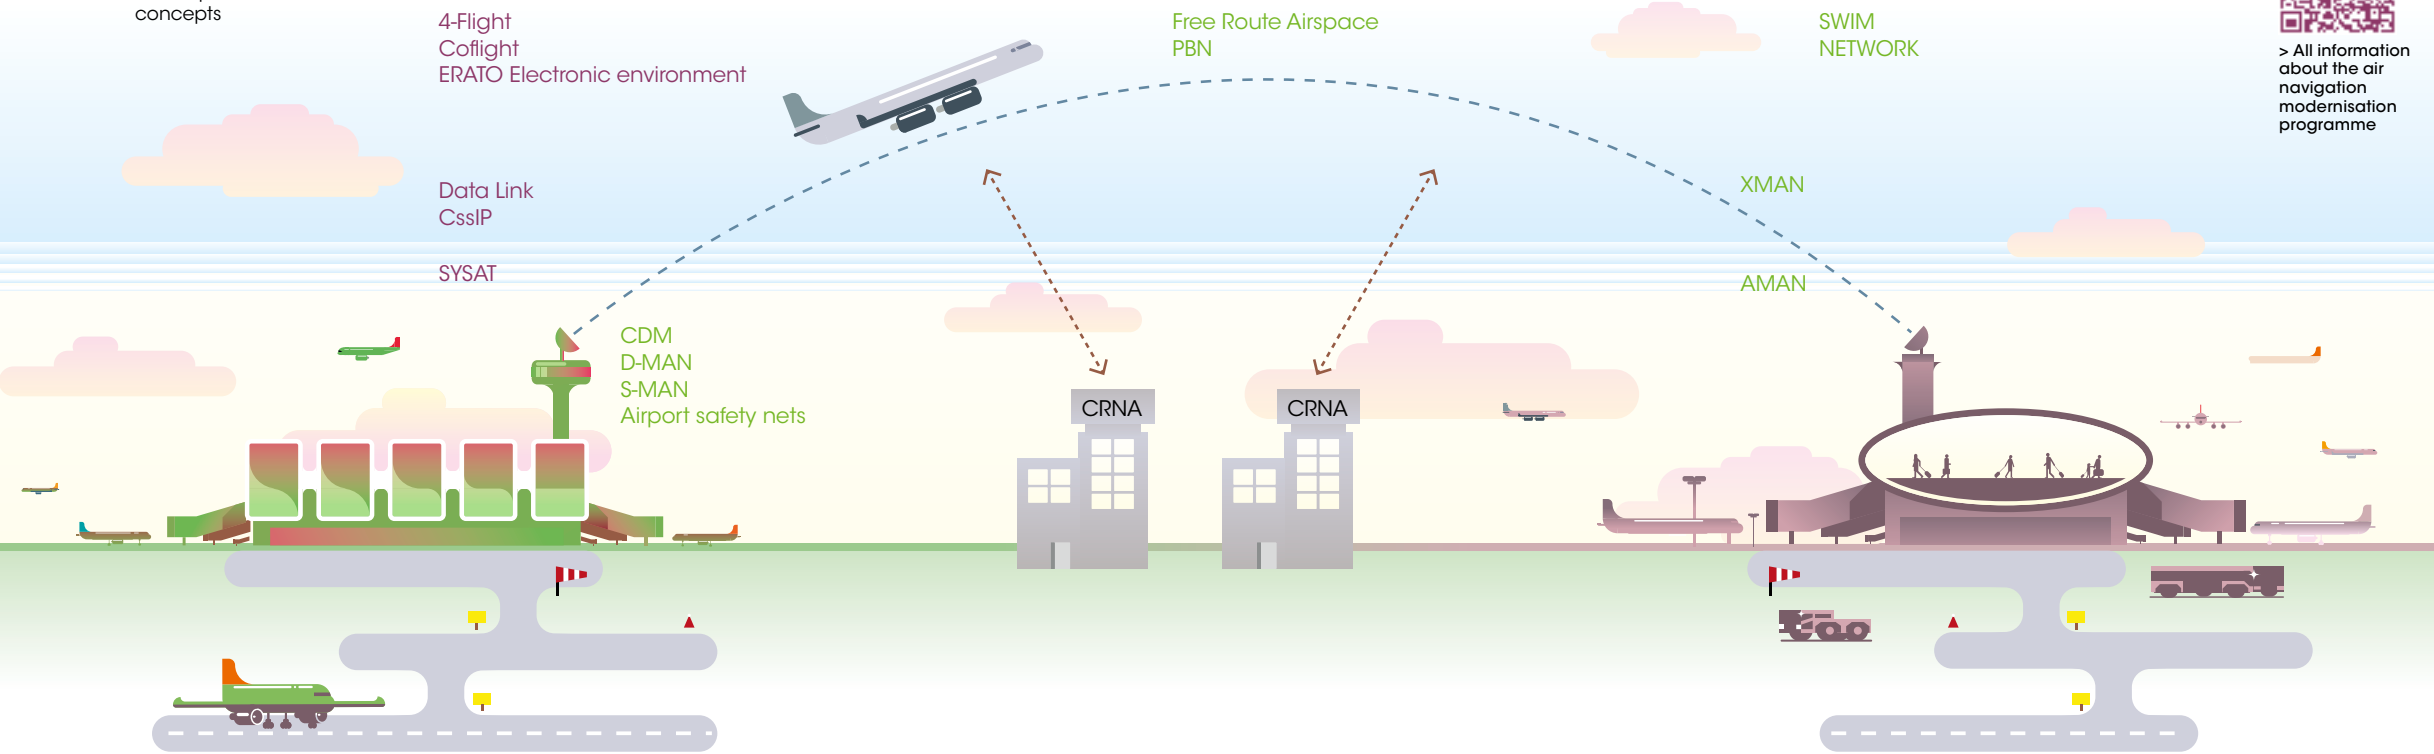 concepts
4-Flight
Coflight
ERATO Electronic environment
Free Route Airspace
PBN
SWIM
NETWORK
> All information
about the air
navigation
modernisation
programme
Data Link
CssIP
XMAN
SYSAT
AMAN
CDM
D-MAN
S-MAN
Airport safety nets
CRNA
CRNA